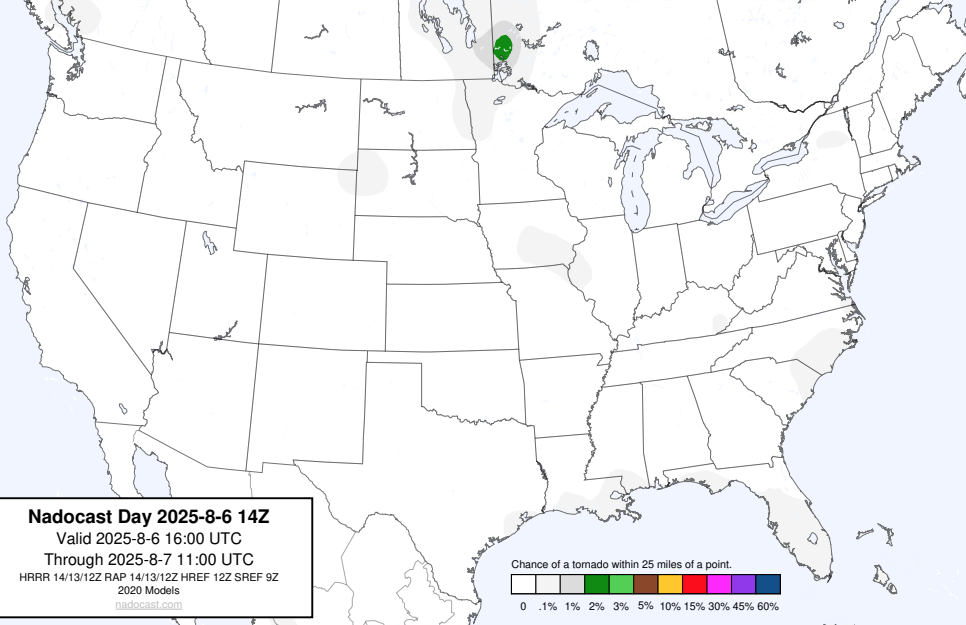 Nadocast Day 2025-8-6 14Z
Valid 2025-8-6 16:00 UTC
Through 2025-8-7 11:00 UTC
HRRR 14/13/12Z RAP 14/13/12Z HREF 12Z SREF 9Z
2020 Models
nadocast.com
Chance of a tornado within 25 miles of a point.
0 .1% 1% 2% 3% 5% 10% 15% 30% 45% 60%